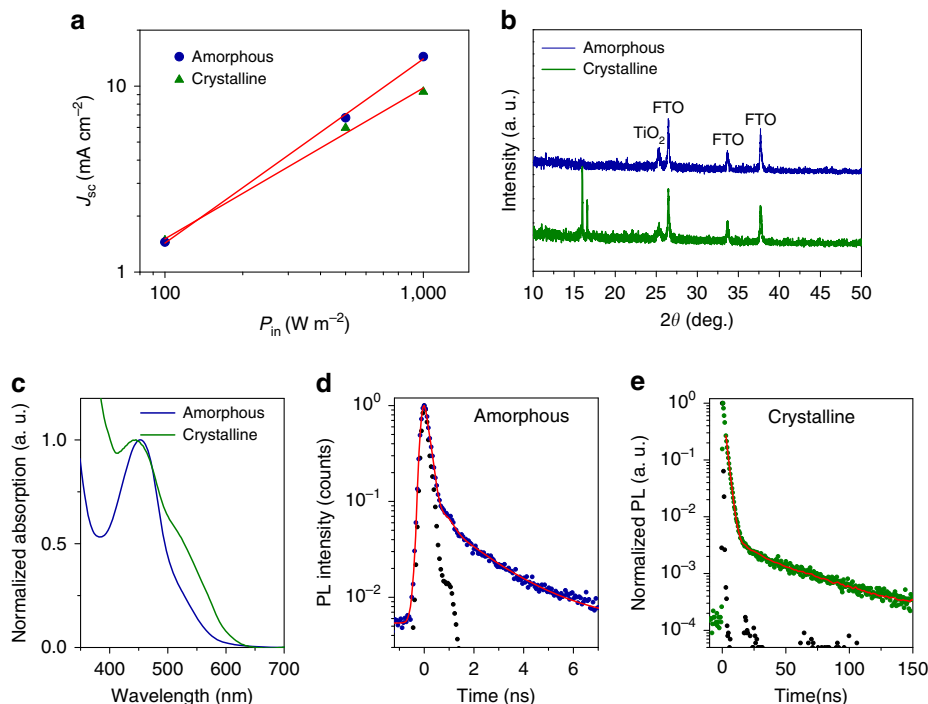 a
J_sc (mA cm⁻²)
10
1
Amorphous
Crystalline
100
1,000
P_in (W m⁻²)
b
Intensity (a. u.)
Amorphous
Crystalline
TiO₂
FTO
FTO
FTO
10 15 20 25 30 35 40 45 50
2θ (deg.)
c
Normalized absorption (a. u.)
1.0
0.5
0.0
Amorphous
Crystalline
400 500 600 700
Wavelength (nm)
d
PL intensity (counts)
10⁰
10⁻¹
10⁻²
Amorphous
0 2 4 6
Time (ns)
e
Normalized PL (a. u.)
10⁰
10⁻¹
10⁻²
10⁻³
10⁻⁴
Crystalline
0 50 100 150
Time(ns)